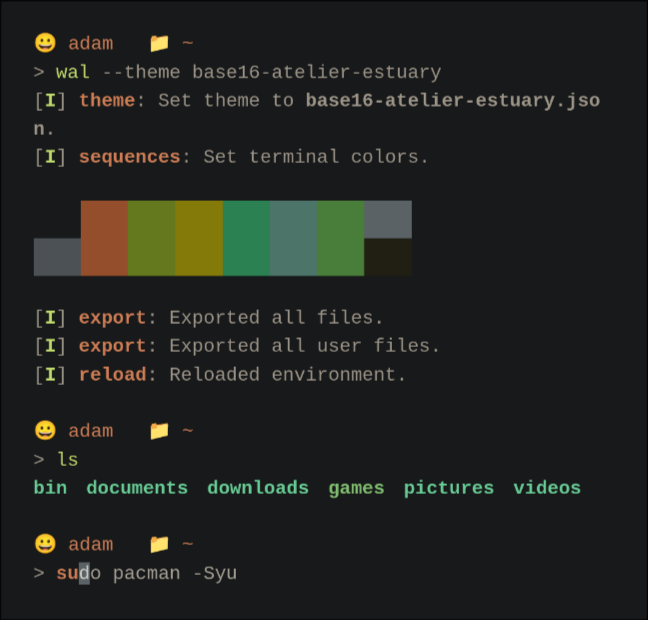 😀 adam 📁 ~
> wal --theme base16-atelier-estuary
[I] theme: Set theme to base16-atelier-estuary.jso
n.
[I] sequences: Set terminal colors.
[I] export: Exported all files.
[I] export: Exported all user files.
[I] reload: Reloaded environment.
😀 adam 📁 ~
> ls
bin documents downloads games pictures videos
😀 adam 📁 ~
> sudo pacman -Syu